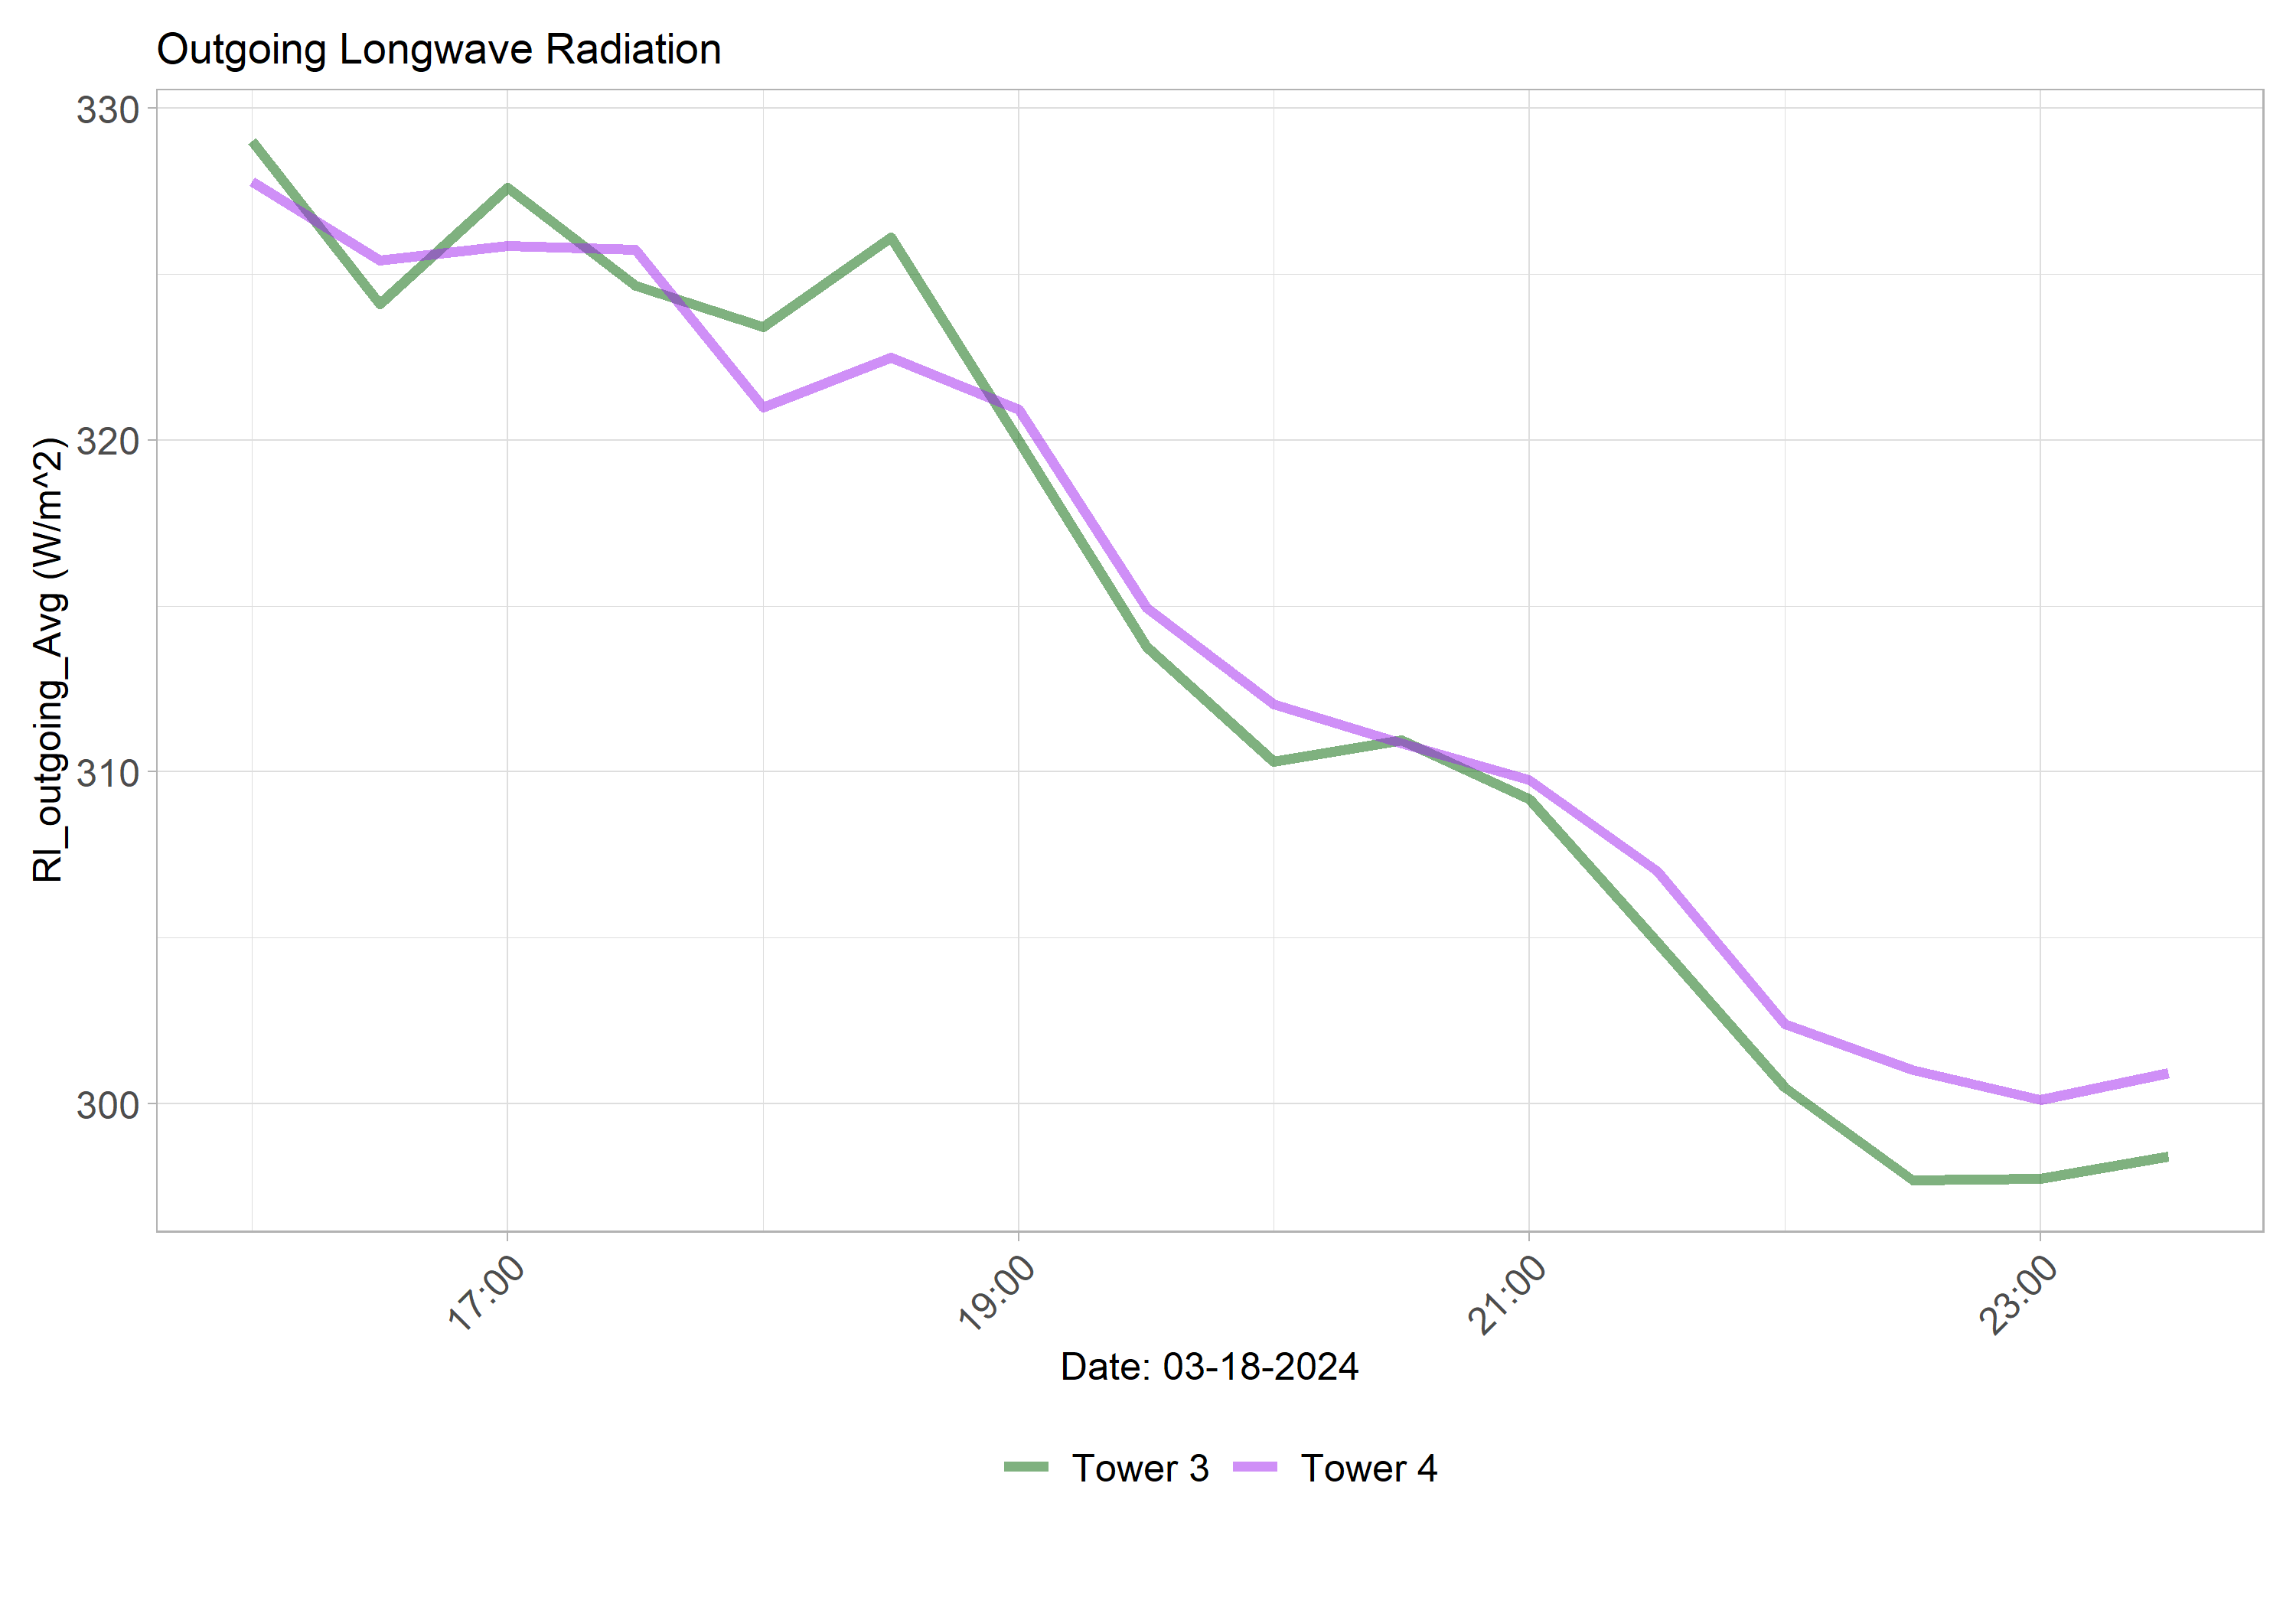 Outgoing Longwave Radiation
330
320
310
300
Rl_outgoing_Avg (W/m^2)
17:00
19:00
21:00
23:00
Date: 03-18-2024
Tower 3
Tower 4